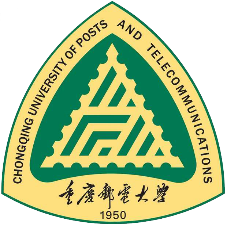 CHONGQING UNIVERSITY OF POSTS AND TELECOMMUNICATIONS
重庆邮电大学
1950